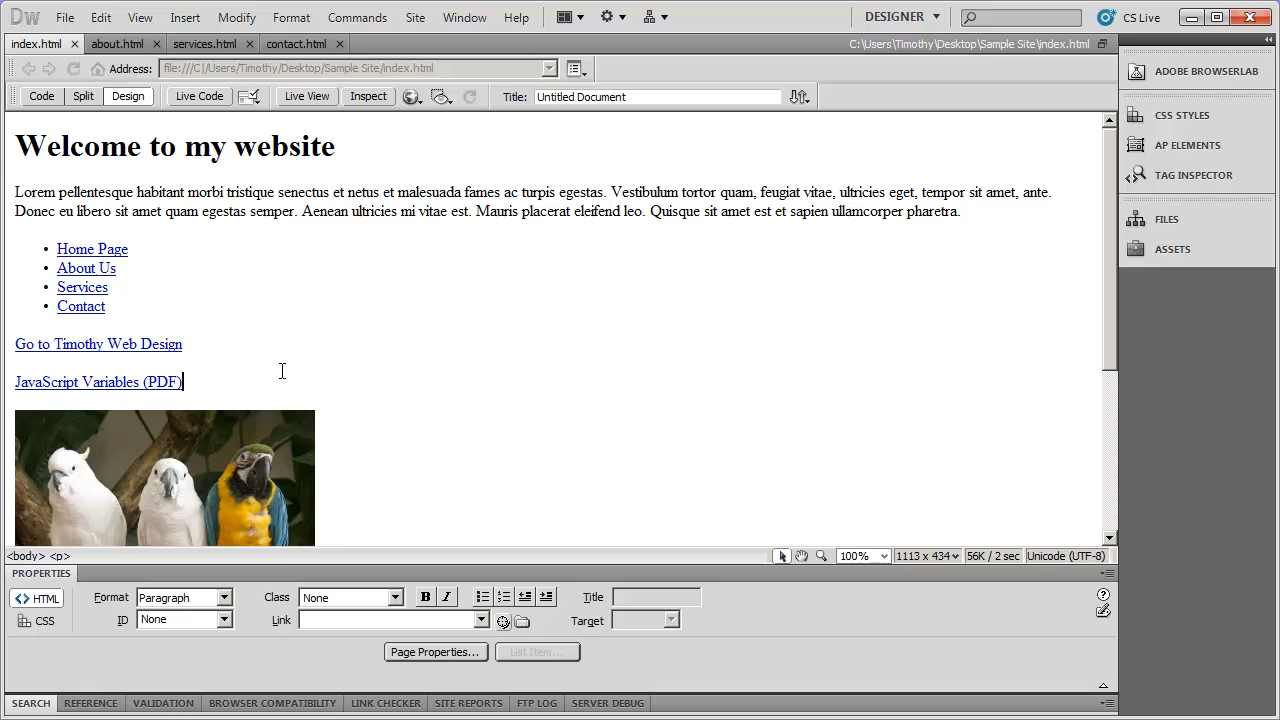 Dw File Edit View Insert Modify Format Commands Site Window Help DESIGNER CS Live
index.html about.html services.html contact.html C:\Users\Timothy\Desktop\Sample Site\index.html
Address: file:///C|/Users/Timothy/Desktop/Sample Site/index.html
Code Split Design Live Code Live View Inspect Title: Untitled Document
ADOBE BROWSERLAB
CSS STYLES
AP ELEMENTS
TAG INSPECTOR
FILES
ASSETS
Welcome to my website
Lorem pellentesque habitant morbi tristique senectus et netus et malesuada fames ac turpis egestas. Vestibulum tortor quam, feugiat vitae, ultricies eget, tempor sit amet, ante.
Donec eu libero sit amet quam egestas semper. Aenean ultricies mi vitae est. Mauris placerat eleifend leo. Quisque sit amet est et sapien ullamcorper pharetra.
• Home Page
• About Us
• Services
• Contact
Go to Timothy Web Design
JavaScript Variables (PDF)
<body> <p> 100% 1113 x 434 56K / 2 sec Unicode (UTF-8)
PROPERTIES
<> HTML Format Paragraph Class None B I Title
CSS ID None Link Target
Page Properties... List Item...
SEARCH REFERENCE VALIDATION BROWSER COMPATIBILITY LINK CHECKER SITE REPORTS FTP LOG SERVER DEBUG